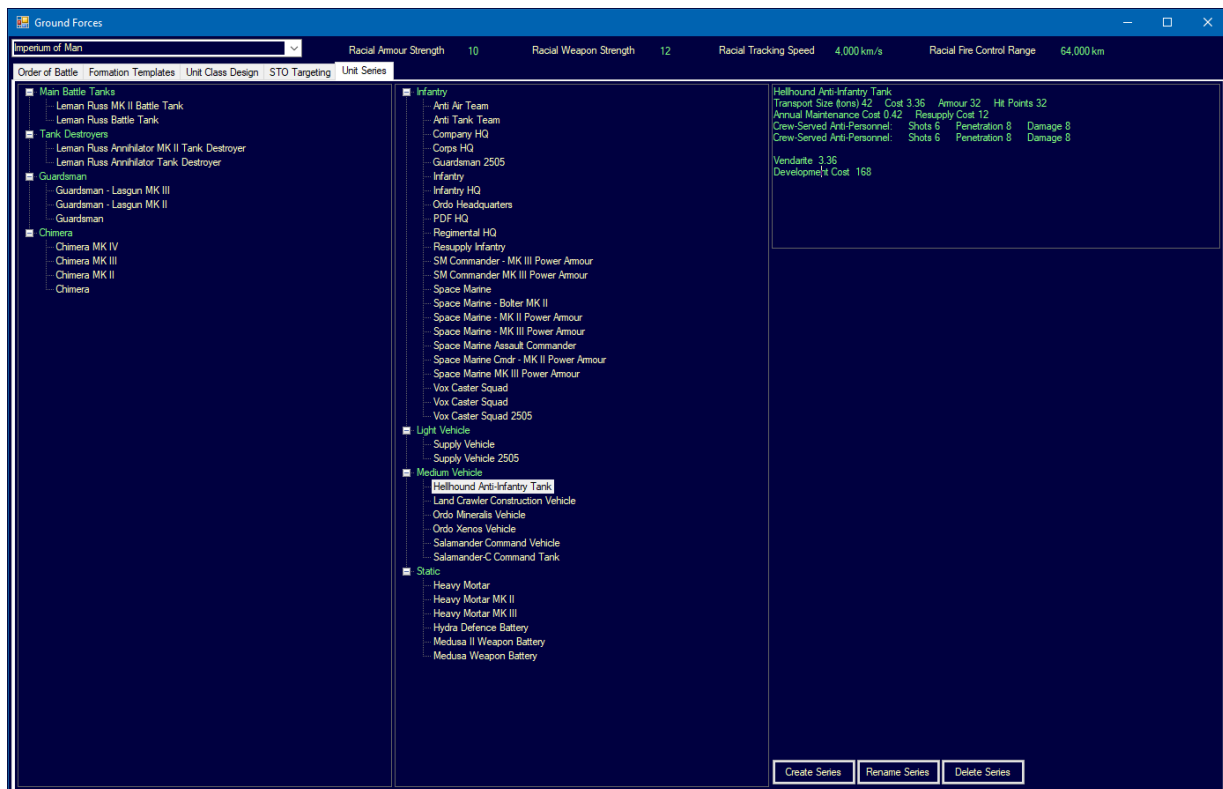 Ground Forces
Imperium of Man
Racial Armour Strength 10 Racial Weapon Strength 12 Racial Tracking Speed 4,000 km/s Racial Fire Control Range 64,000 km
Order of Battle Formation Templates Unit Class Design STO Targeting Unit Series
Main Battle Tanks
Leman Russ MK II Battle Tank
Leman Russ Battle Tank
Tank Destroyers
Leman Russ Annihilator MK II Tank Destroyer
Leman Russ Annihilator Tank Destroyer
Guardsman
Guardsman - Lasgun MK III
Guardsman - Lasgun MK II
Guardsman
Chimera
Chimera MK IV
Chimera MK III
Chimera MK II
Chimera
Infantry
Anti Air Team
Anti Tank Team
Company HQ
Corps HQ
Guardsman 2505
Infantry
Infantry HQ
Ordo Headquarters
PDF HQ
Regimental HQ
Resupply Infantry
SM Commander - MK III Power Armour
SM Commander MK III Power Armour
Space Marine
Space Marine - Bolter MK II
Space Marine - MK II Power Armour
Space Marine - MK III Power Armour
Space Marine Assault Commander
Space Marine Cmdr - MK II Power Armour
Space Marine MK III Power Armour
Vox Caster Squad
Vox Caster Squad
Vox Caster Squad 2505
Light Vehicle
Supply Vehicle
Supply Vehicle 2505
Medium Vehicle
Hellhound Anti-Infantry Tank
Land Crawler Construction Vehicle
Ordo Mineralis Vehicle
Ordo Xenos Vehicle
Salamander Command Vehicle
Salamander-C Command Tank
Static
Heavy Mortar
Heavy Mortar MK II
Heavy Mortar MK III
Hydra Defence Battery
Medusa II Weapon Battery
Medusa Weapon Battery
Hellhound Anti-Infantry Tank
Transport Size (tons) 42 Cost 3.36 Armour 32 Hit Points 32
Annual Maintenance Cost 0.42 Resupply Cost 12
Crew-Served Anti-Personnel: Shots 6 Penetration 8 Damage 8
Crew-Served Anti-Personnel: Shots 6 Penetration 8 Damage 8
Vendarite 3.36
Development Cost 168
Create Series Rename Series Delete Series